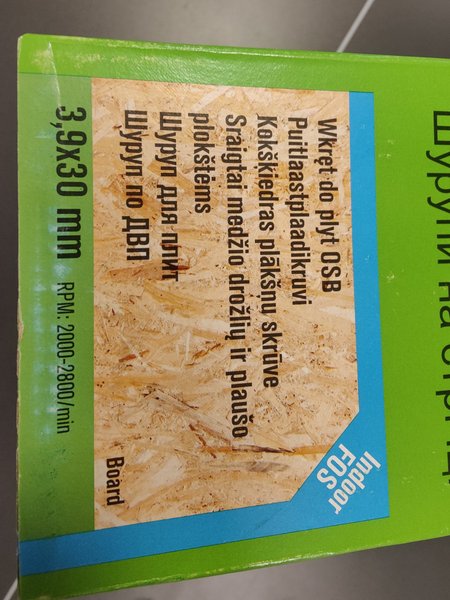 Шурупи на
Indoor
FOS
Wkręt do płyt OSB
Puitlaastplaadikruvi
Kokšķiedras plākšņu skrūve
Sraigtai medžio drožlių ir plaušo
plokštėms
Шуруп для плит
Шуруп по ДВП
Board
3,9x30 mm RPM: 2000-2800/min